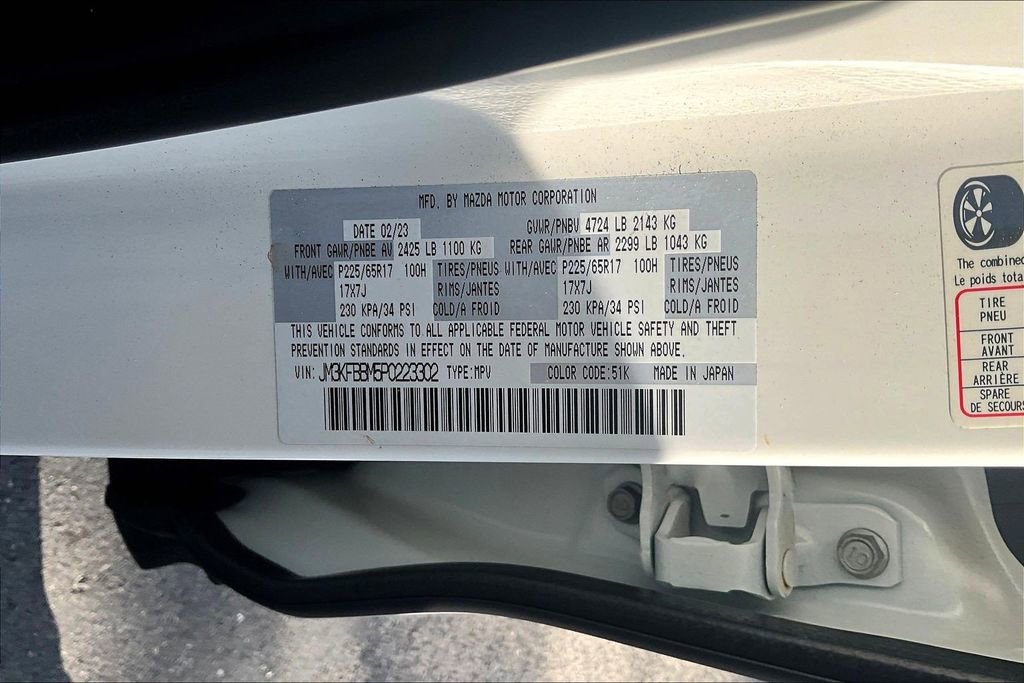 MFD. BY MAZDA MOTOR CORPORATION
DATE 02/23 GVWR/PNBV 4724 LB 2143 KG
FRONT GAWR/PNBE AV 2425 LB 1100 KG REAR GAWR/PNBE AR 2299 LB 1043 KG
WITH/AVEC P225/65R17 100H TIRES/PNEUS WITH/AVEC P225/65R17 100H TIRES/PNEUS
17X7J RIMS/JANTES 17X7J RIMS/JANTES
230 KPA/34 PSI COLD/A FROID 230 KPA/34 PSI COLD/A FROID
THIS VEHICLE CONFORMS TO ALL APPLICABLE FEDERAL MOTOR VEHICLE SAFETY AND THEFT
PREVENTION STANDARDS IN EFFECT ON THE DATE OF MANUFACTURE SHOWN ABOVE.
VIN: JM3KFBBM5P0223302 TYPE:MPV COLOR CODE:51K MADE IN JAPAN
The combined
Le poids tota
TIRE
PNEU
FRONT
AVANT
REAR
ARRIÈRE
SPARE
DE SECOURS